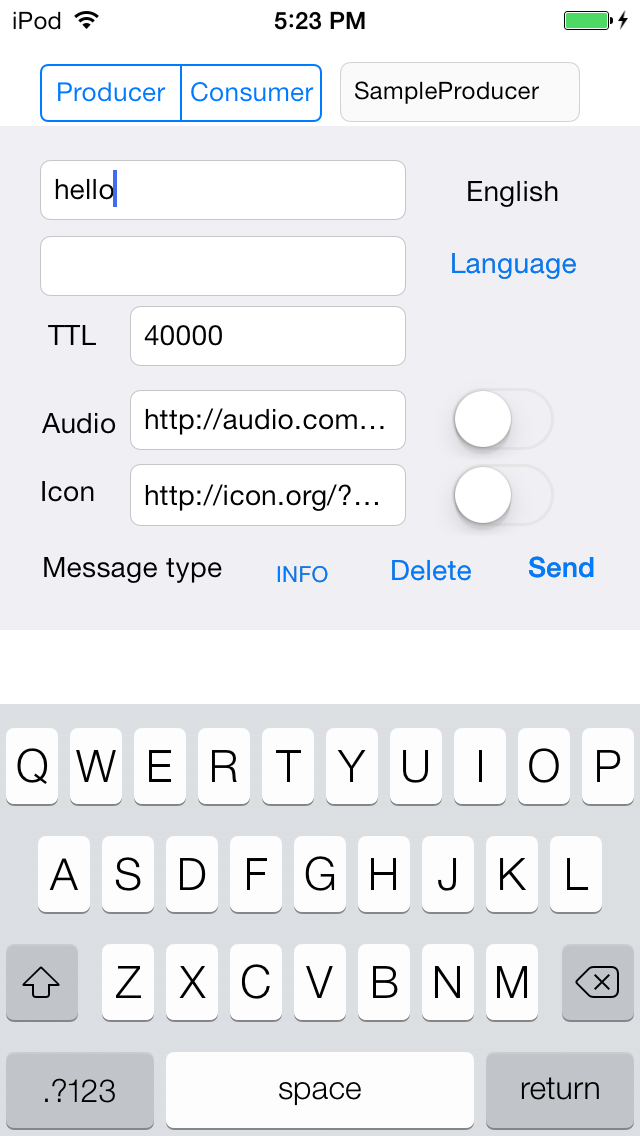 iPod 5:23 PM
Producer Consumer SampleProducer
hello English
Language
TTL 40000
Audio http://audio.com...
Icon http://icon.org/?...
Message type INFO Delete Send
Q W E R T Y U I O P
A S D F G H J K L
Z X C V B N M
.?123 space return